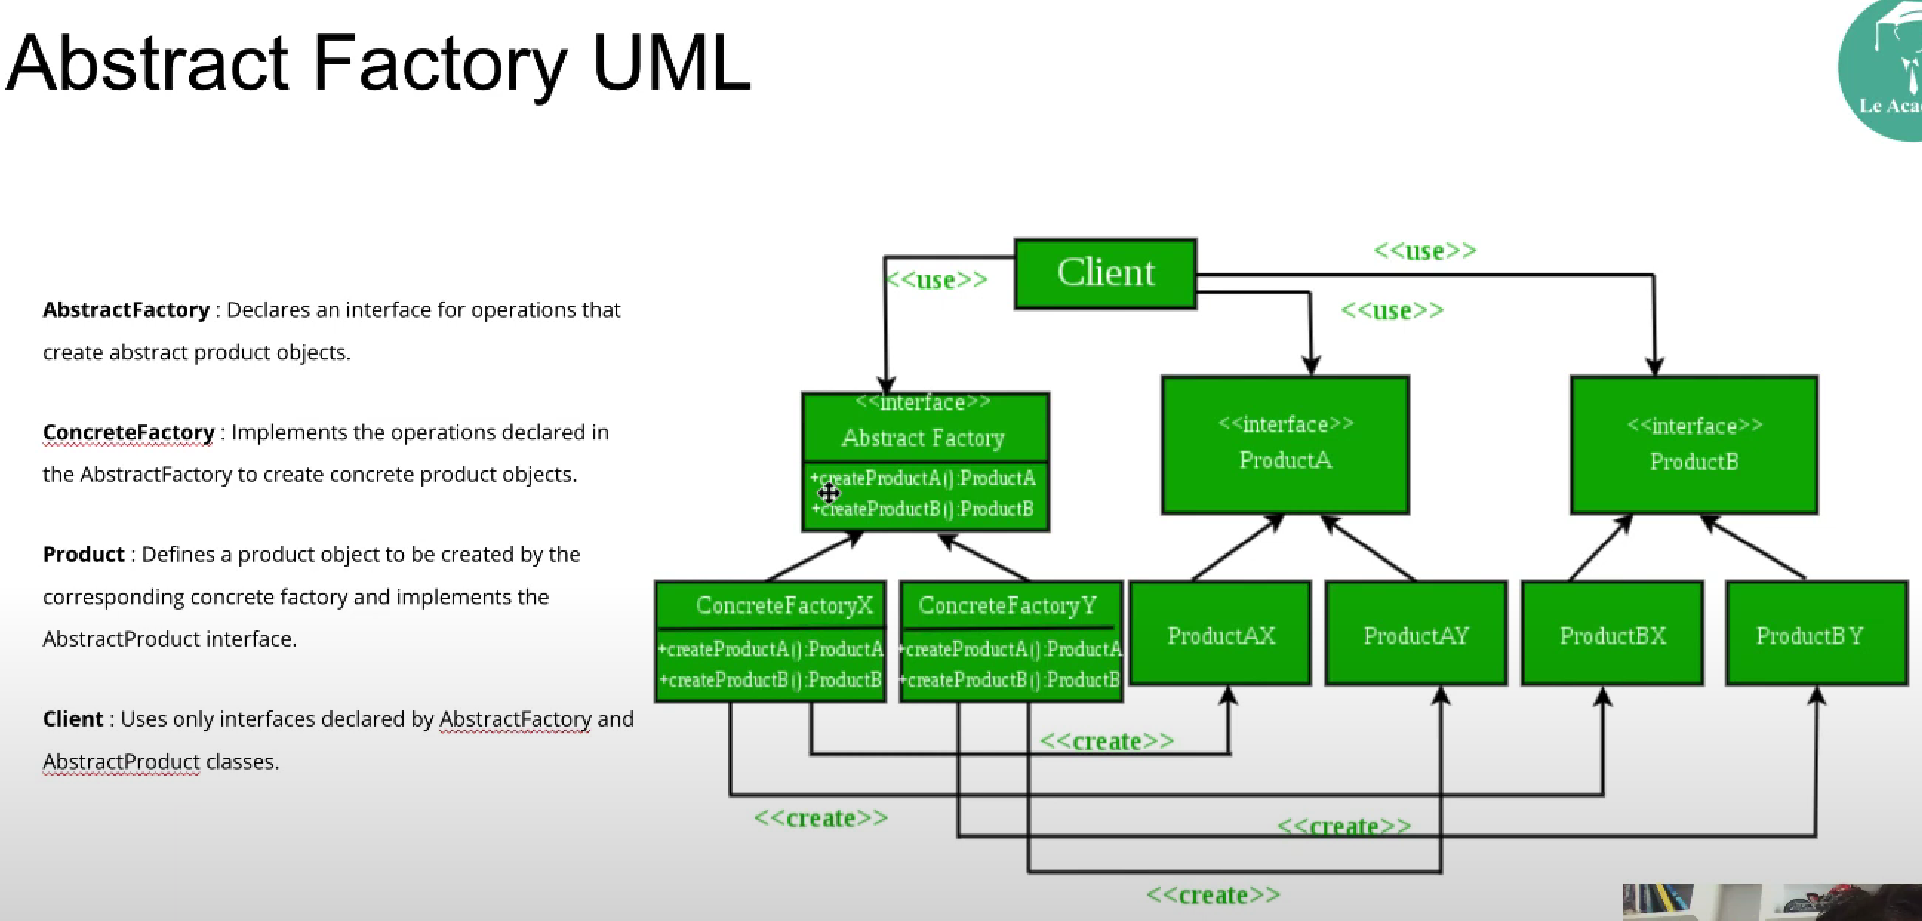 Abstract Factory UML
Le Aca
AbstractFactory : Declares an interface for operations that
create abstract product objects.
ConcreteFactory : Implements the operations declared in
the AbstractFactory to create concrete product objects.
Product : Defines a product object to be created by the
corresponding concrete factory and implements the
AbstractProduct interface.
Client : Uses only interfaces declared by AbstractFactory and
AbstractProduct classes.
Client
<<use>>
<<use>>
<<use>>
<<interface>>
Abstract Factory
+createProductA():ProductA
+createProductB():ProductB
<<interface>>
ProductA
<<interface>>
ProductB
ConcreteFactoryX
+createProductA():ProductA
+createProductB():ProductB
ConcreteFactoryY
+createProductA():ProductA
+createProductB():ProductB
ProductAX
ProductAY
ProductBX
ProductBY
<<create>>
<<create>>
<<create>>
<<create>>